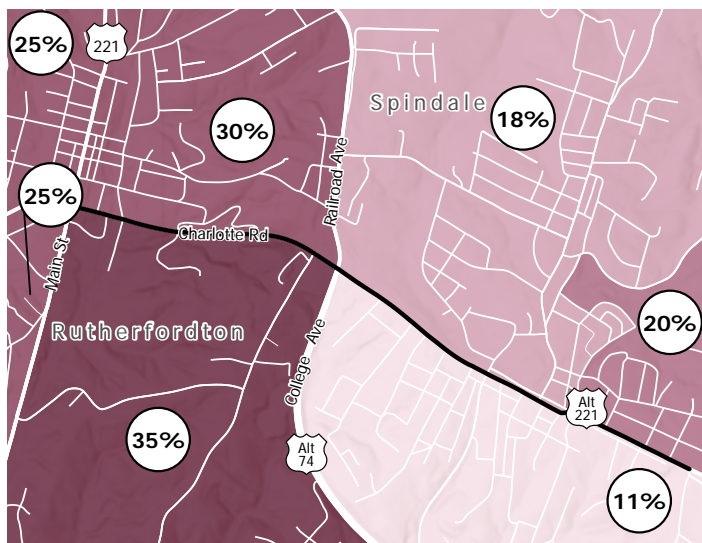 25%
221
Spindale
18%
30%
Railroad Ave
25%
Charlotte Rd
Main St
Rutherfordton
20%
College Ave
Alt
221
35%
Alt
74
11%